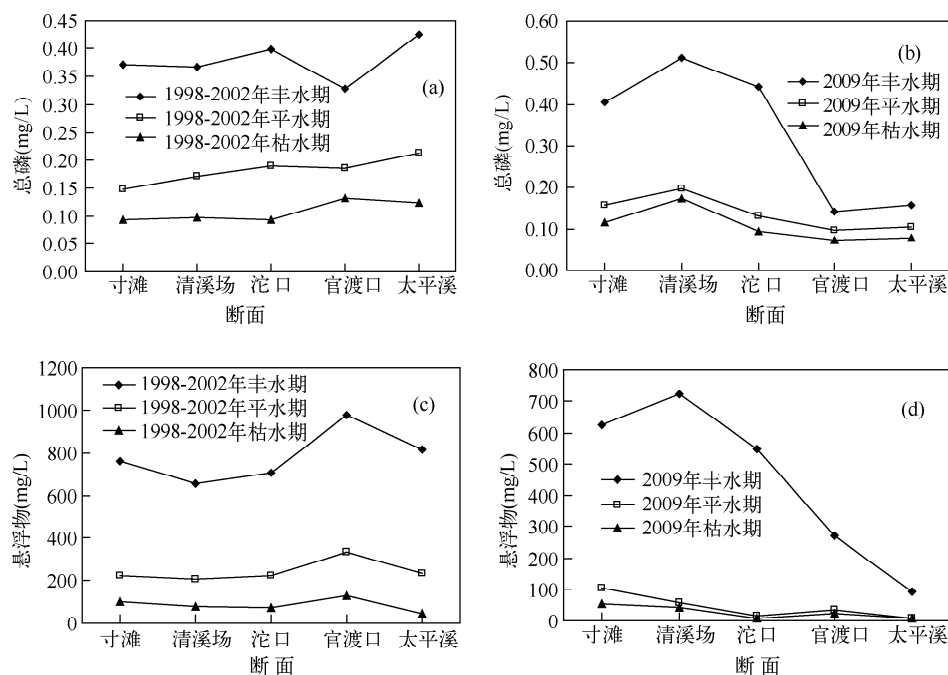 (a)
总磷(mg/L)
0.45
0.40
0.35
0.30
0.25
0.20
0.15
0.10
0.05
0.00
1998-2002年丰水期
1998-2002年平水期
1998-2002年枯水期
寸滩 清溪场 沱口 官渡口 太平溪
断面
(b)
总磷(mg/L)
0.60
0.50
0.40
0.30
0.20
0.10
0.00
2009年丰水期
2009年平水期
2009年枯水期
寸滩 清溪场 沱口 官渡口 太平溪
断面
(c)
悬浮物(mg/L)
1200
1000
800
600
400
200
0
1998-2002年丰水期
1998-2002年平水期
1998-2002年枯水期
寸滩 清溪场 沱口 官渡口 太平溪
断 面
(d)
悬浮物(mg/L)
800
700
600
500
400
300
200
100
0
2009年丰水期
2009年平水期
2009年枯水期
寸滩 清溪场 沱口 官渡口 太平溪
断 面